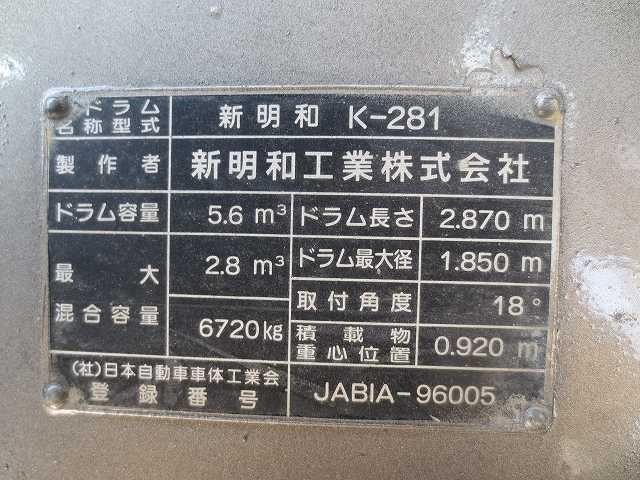 ドラム
名称型式
新明和 K-281
製作者
新明和工業株式会社
ドラム容量
5.6 m³
ドラム長さ
2.870 m
最大
混合容量
2.8 m³
6720kg
ドラム最大径
1.850 m
取付角度
18°
積載物
重心位置
0.920 m
(社)日本自動車車体工業会
登録番号
JABIA-96005